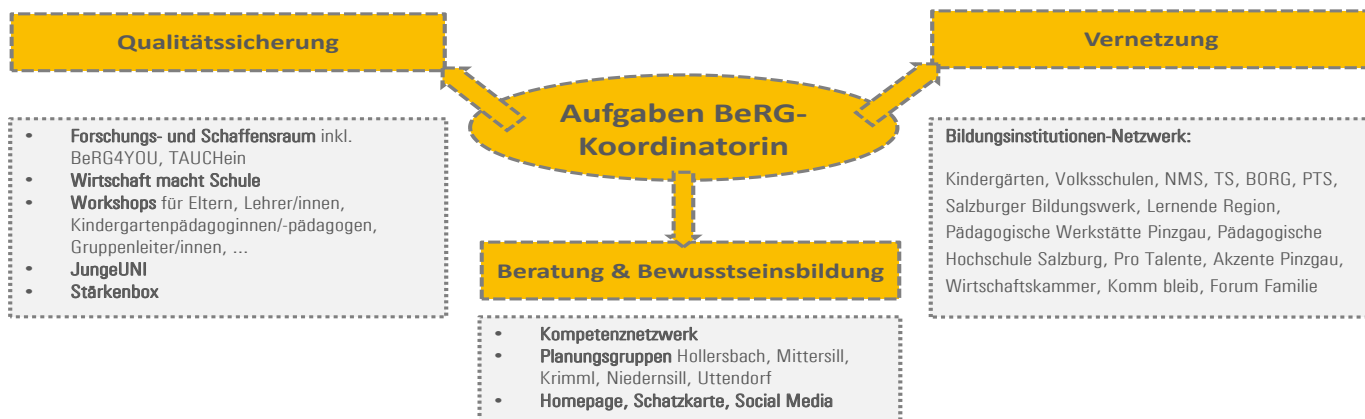 Qualitätssicherung
Vernetzung
Aufgaben BeRG-
Koordinatorin
• Forschungs- und Schaffensraum inkl.
BeRG4YOU, TAUCHein
• Wirtschaft macht Schule
• Workshops für Eltern, Lehrer/innen,
Kindergartenpädagoginnen/-pädagogen,
Gruppenleiter/innen, ...
• JungeUNI
• Stärkenbox
Beratung & Bewusstseinsbildung
• Kompetenznetzwerk
• Planungsgruppen Hollersbach, Mittersill,
Krimml, Niedernsill, Uttendorf
• Homepage, Schatzkarte, Social Media
Bildungsinstitutionen-Netzwerk:
Kindergärten, Volksschulen, NMS, TS, BORG, PTS,
Salzburger Bildungswerk, Lernende Region,
Pädagogische Werkstätte Pinzgau, Pädagogische
Hochschule Salzburg, Pro Talente, Akzente Pinzgau,
Wirtschaftskammer, Komm bleib, Forum Familie